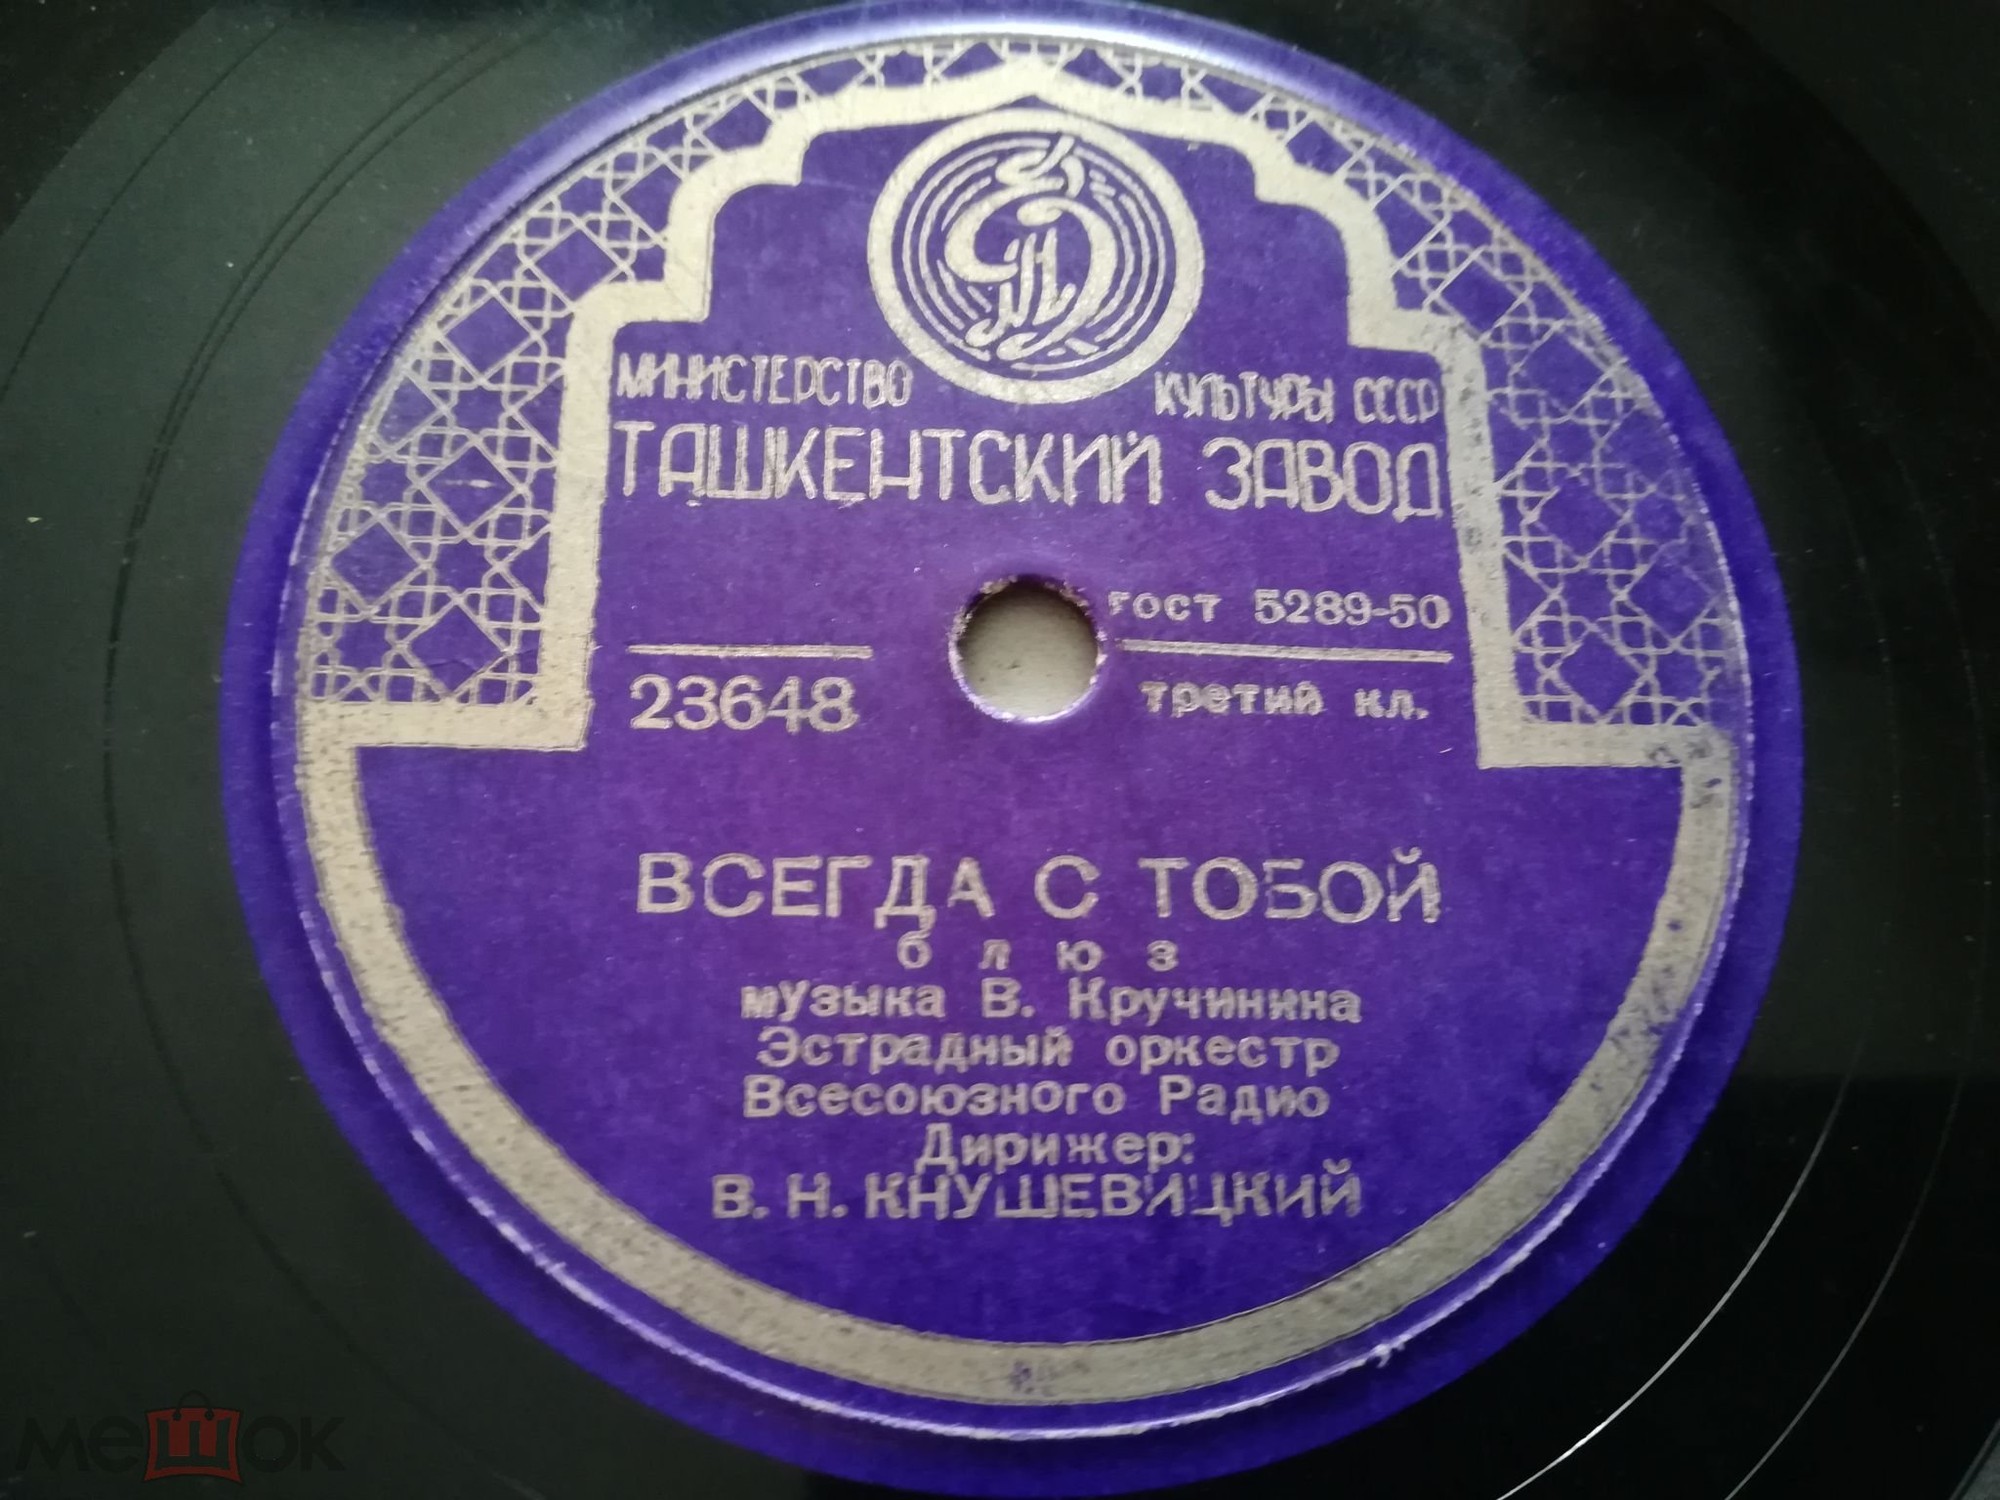 МИНИСТЕРСТВО КУЛЬТУРЫ СССР
ТАШКЕНТСКИЙ ЗАВОД
гост 5289-50
23648 третий кл.
ВСЕГДА С ТОБОЙ
блюз
музыка В. Кручинина
Эстрадный оркестр
Всесоюзного Радио
Дирижер:
В. Н. КНУШЕВИЦКИЙ
мешок